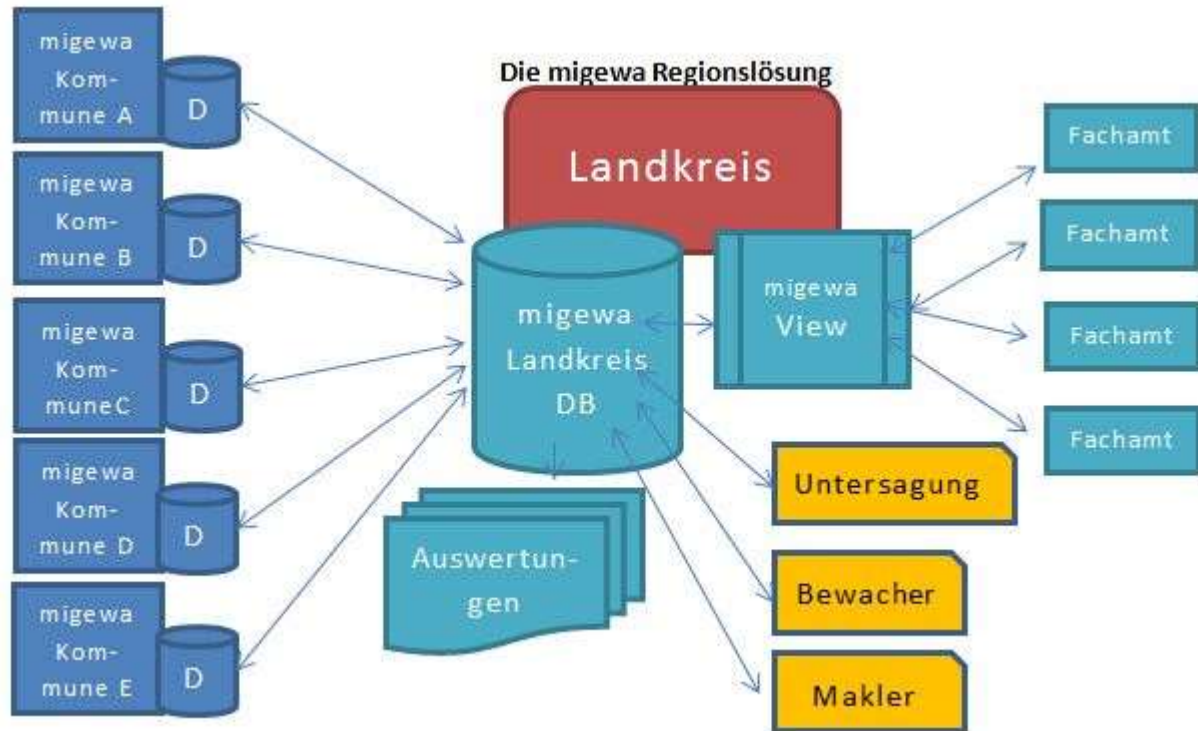 Die migewa Regionslösung
migewa
Kom-
mune A
D
migewa
Kom-
mune B
D
migewa
Kom-
muneC
D
migewa
Kom-
mune D
D
migewa
Kom-
mune E
D
Landkreis
migewa
Landkreis
DB
migewa
View
Fachamt
Fachamt
Fachamt
Fachamt
Auswertun-
gen
Untersagung
Bewacher
Makler